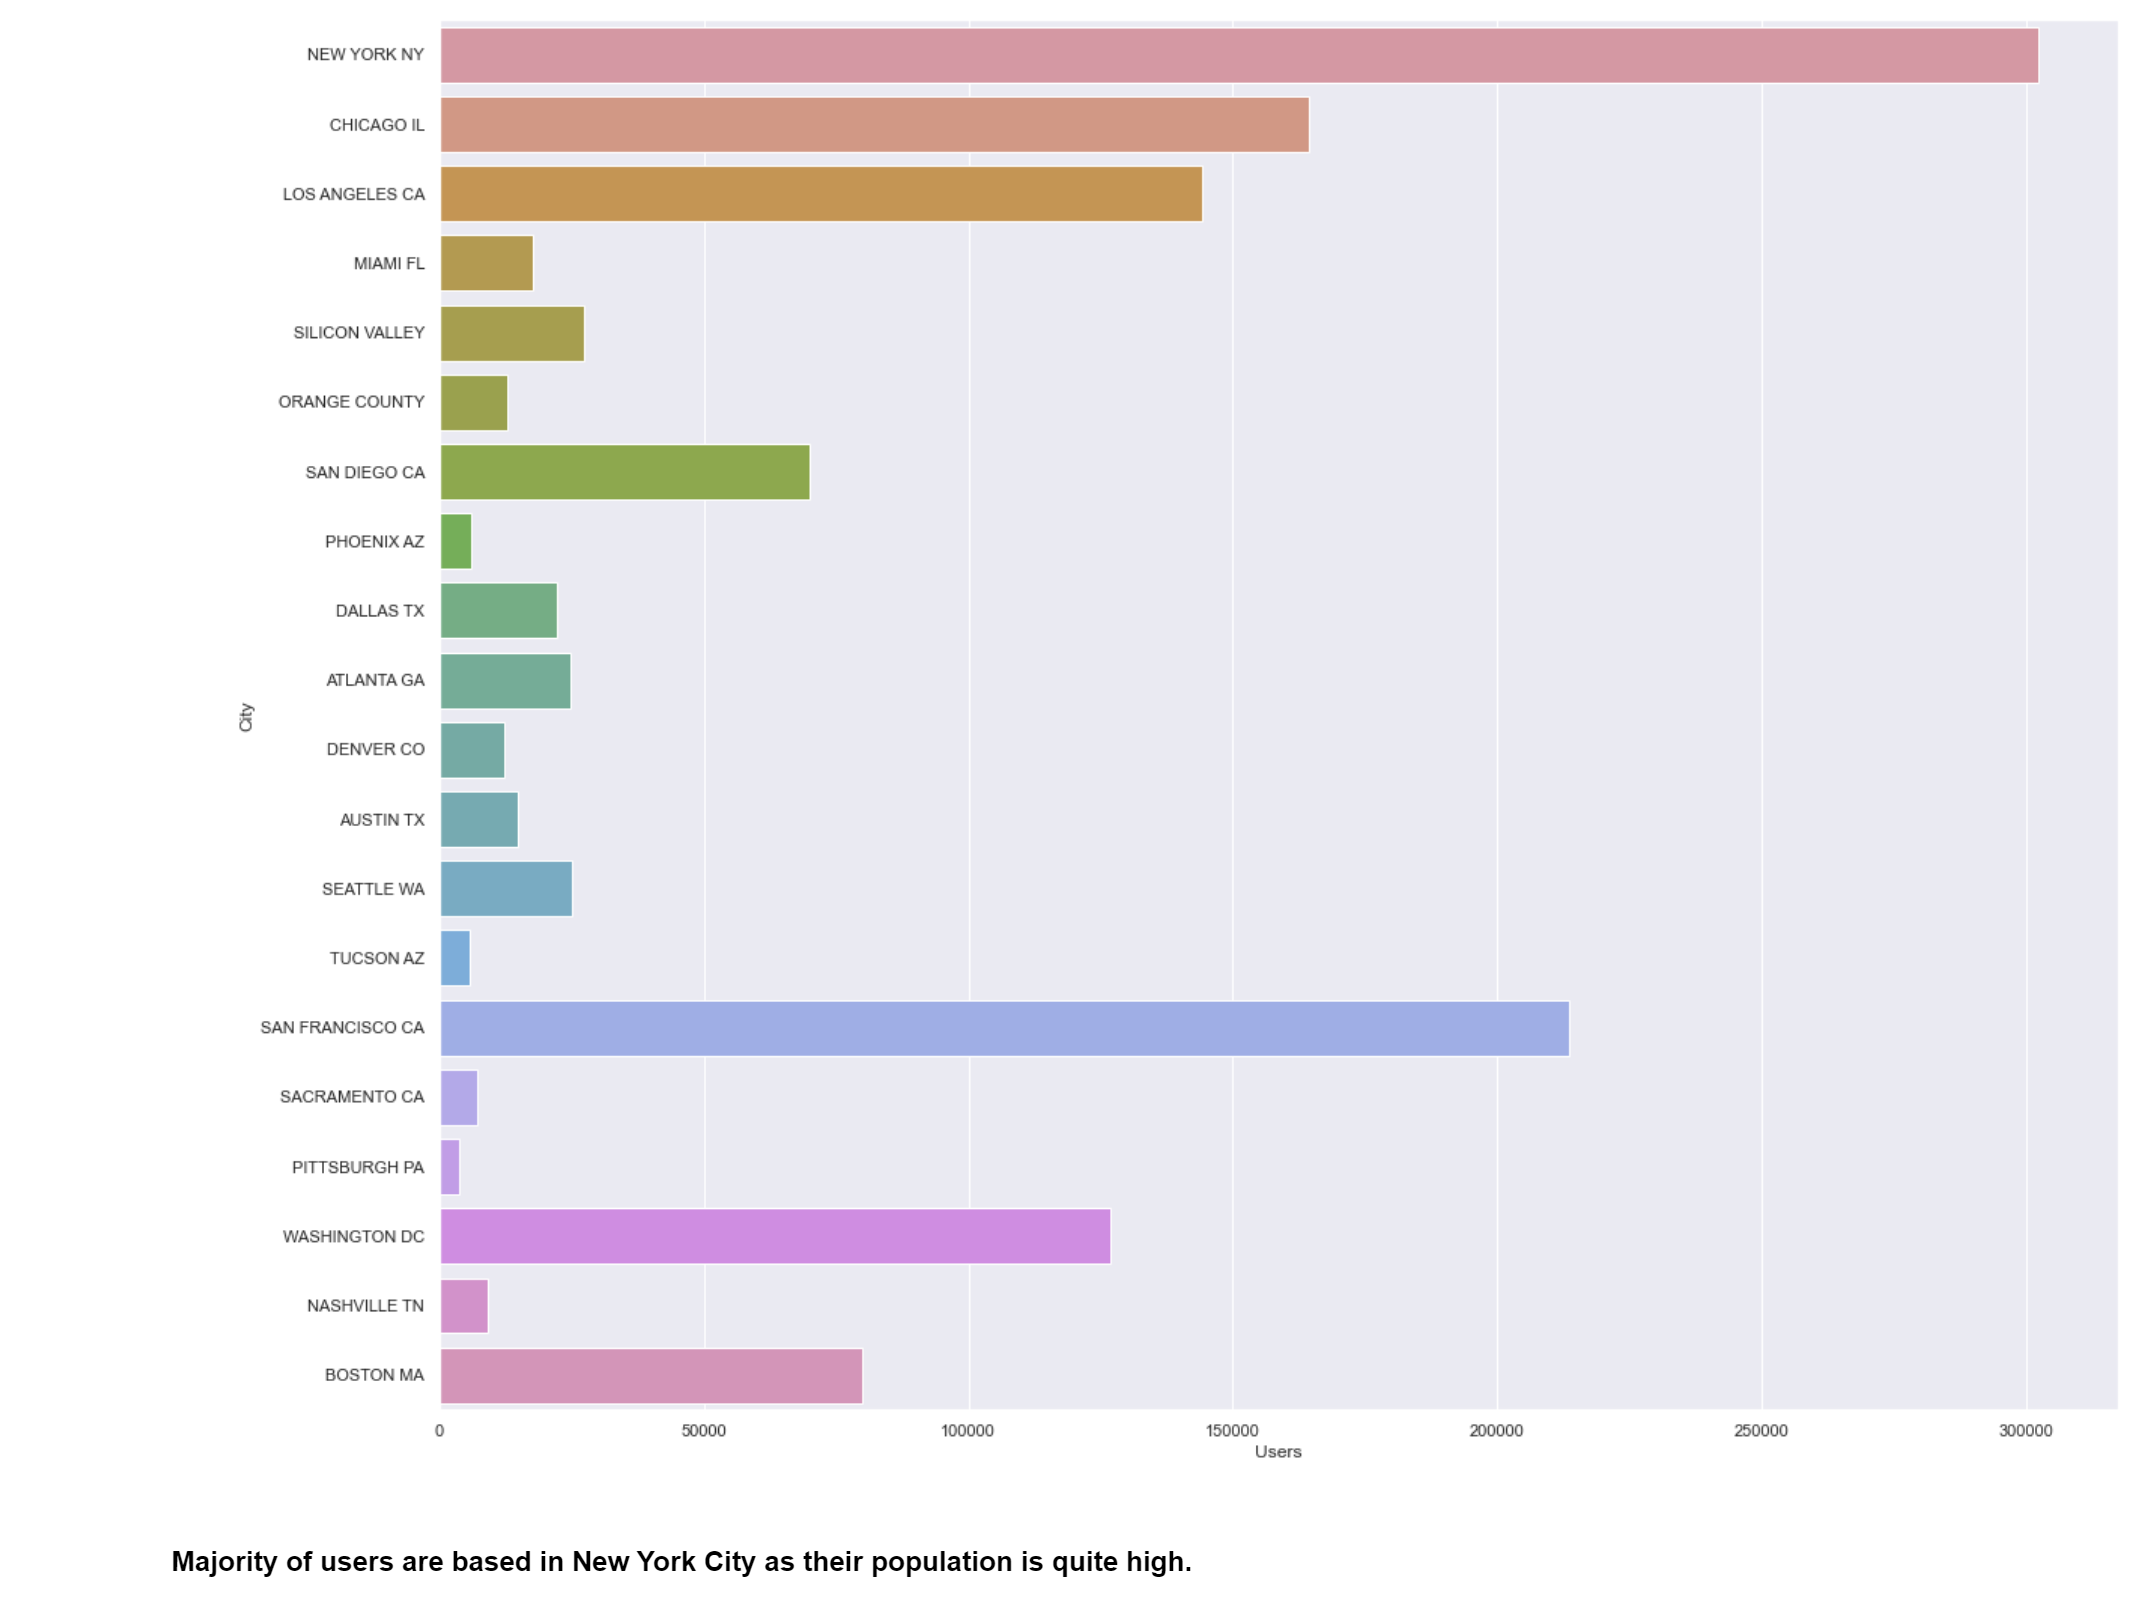 NEW YORK NY
CHICAGO IL
LOS ANGELES CA
MIAMI FL
SILICON VALLEY
ORANGE COUNTY
SAN DIEGO CA
PHOENIX AZ
DALLAS TX
ATLANTA GA
City
DENVER CO
AUSTIN TX
SEATTLE WA
TUCSON AZ
SAN FRANCISCO CA
SACRAMENTO CA
PITTSBURGH PA
WASHINGTON DC
NASHVILLE TN
BOSTON MA
0 50000 100000 150000 200000 250000 300000
Users
Majority of users are based in New York City as their population is quite high.